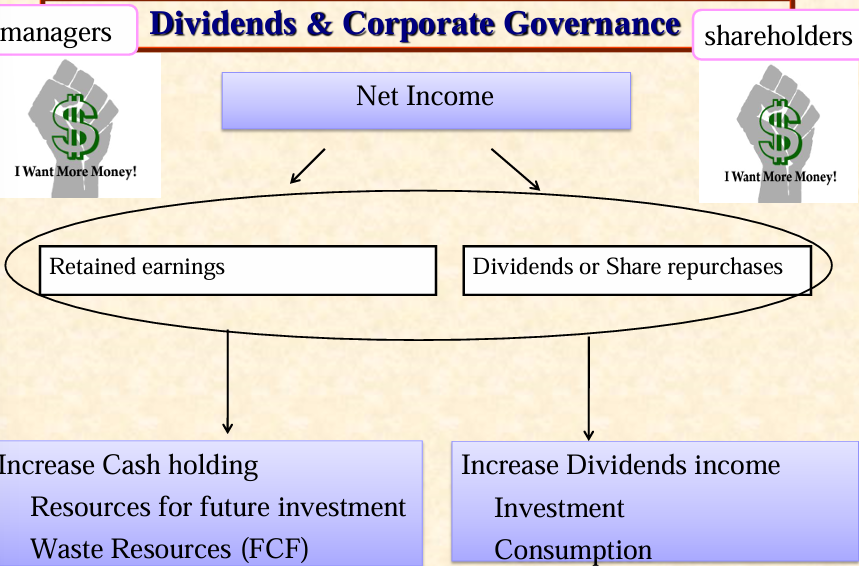 managers
Dividends & Corporate Governance
shareholders
Net Income
I Want More Money!
I Want More Money!
Retained earnings
Dividends or Share repurchases
Increase Cash holding
Resources for future investment
Waste Resources (FCF)
Increase Dividends income
Investment
Consumption